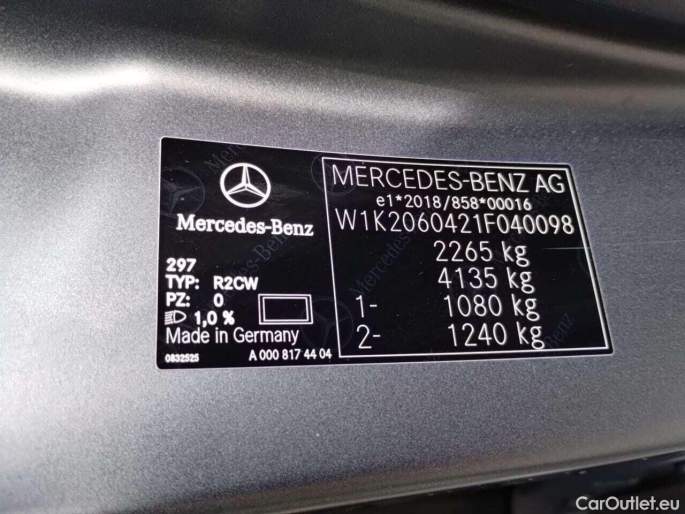 Mercedes-Benz
297
TYP: R2CW
PZ: 0
1,0 %
Made in Germany
0832525 A 000 817 44 04
MERCEDES-BENZ AG
e1*2018/858*00016
W1K2060421F040098
2265 kg
4135 kg
1- 1080 kg
2- 1240 kg
CarOutlet.eu